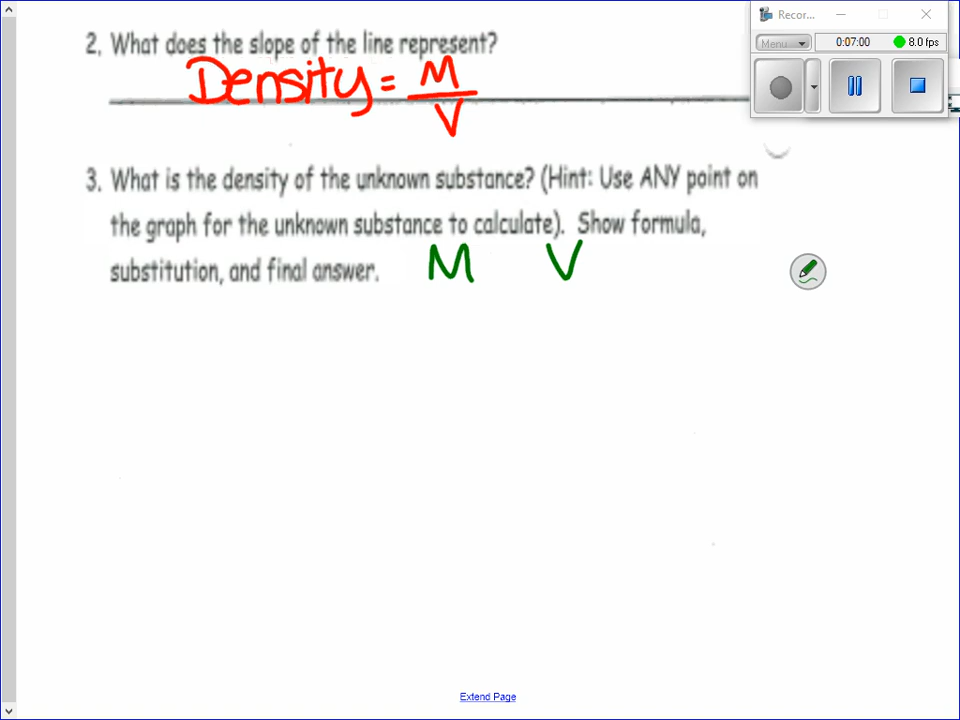 Recor...
Menu
0:07:00
8.0 fps
2. What does the slope of the line represent?
Density = M
V
3. What is the density of the unknown substance? (Hint: Use ANY point on
the graph for the unknown substance to calculate). Show formula,
substitution, and final answer. M V
Extend Page